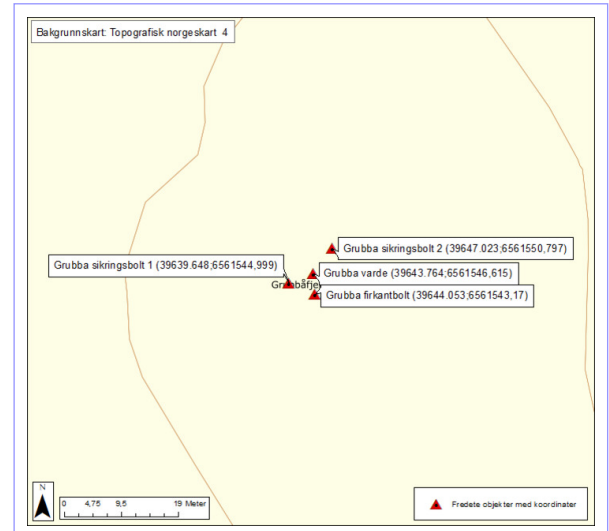 Bakgrunnskart: Topografisk norgeskart 4
Grubba sikringsbolt 2 (39647.023;6561550,797)
Grubba sikringsbolt 1 (39639.648;6561544,999)
Grubba varde (39643.764;6561546,615)
Grubba firkantbolt (39644.053;6561543,17)
N
0 4,75 9,5 19 Meter
Fredete objekter med koordinater